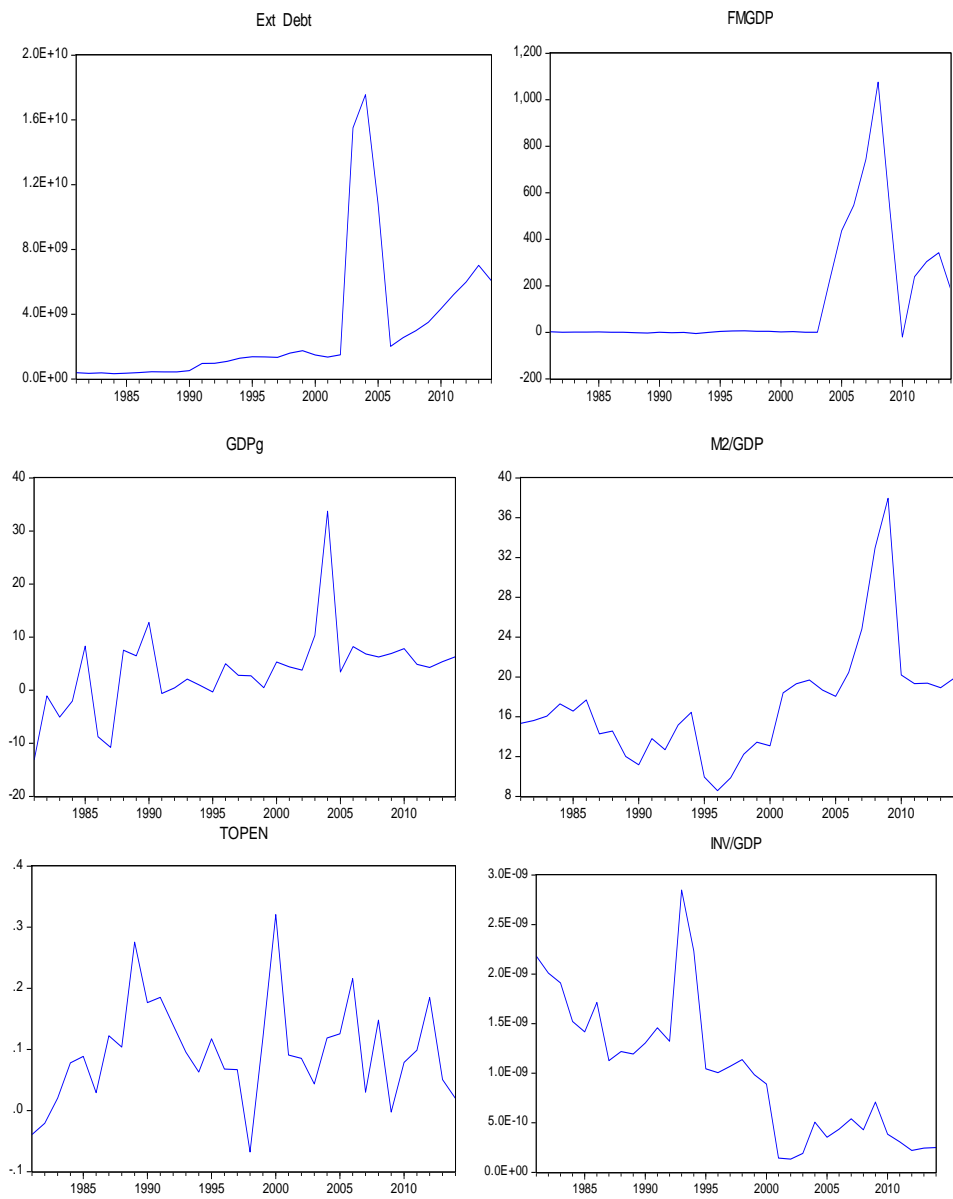 Ext Debt
2.0E+10
1.6E+10
1.2E+10
8.0E+09
4.0E+09
0.0E+00
1985 1990 1995 2000 2005 2010
FMGDP
1,200
1,000
800
600
400
200
0
-200
1985 1990 1995 2000 2005 2010
GDPg
40
30
20
10
0
-10
-20
1985 1990 1995 2000 2005 2010
M2/GDP
40
36
32
28
24
20
16
12
8
1985 1990 1995 2000 2005 2010
TOPEN
.4
.3
.2
.1
.0
-.1
1985 1990 1995 2000 2005 2010
INV/GDP
3.0E-09
2.5E-09
2.0E-09
1.5E-09
1.0E-09
5.0E-10
0.0E+00
1985 1990 1995 2000 2005 2010